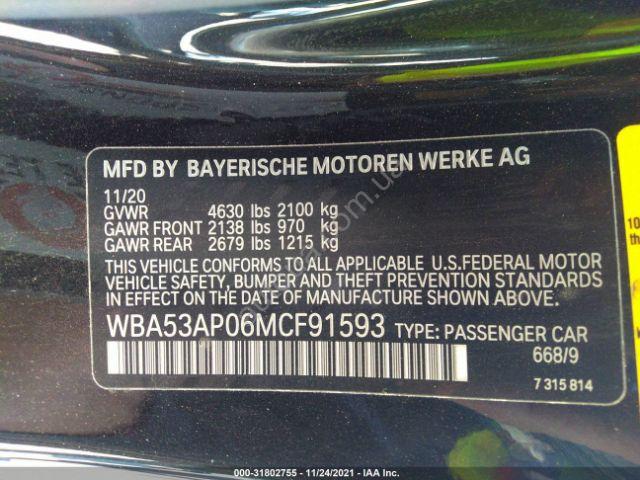 MFD BY BAYERISCHE MOTOREN WERKE AG
11/20
GVWR 4630 lbs 2100 kg
GAWR FRONT 2138 lbs 970 kg
GAWR REAR 2679 lbs 1215 kg
THIS VEHICLE CONFORMS TO ALL APPLICABLE U.S.FEDERAL MOTOR
VEHICLE SAFETY, BUMPER AND THEFT PREVENTION STANDARDS
IN EFFECT ON THE DATE OF MANUFACTURE SHOWN ABOVE.
WBA53AP06MCF91593 TYPE: PASSENGER CAR
668/9
7 315 814
10
th
000-31802755 - 11/24/2021 - IAA Inc.